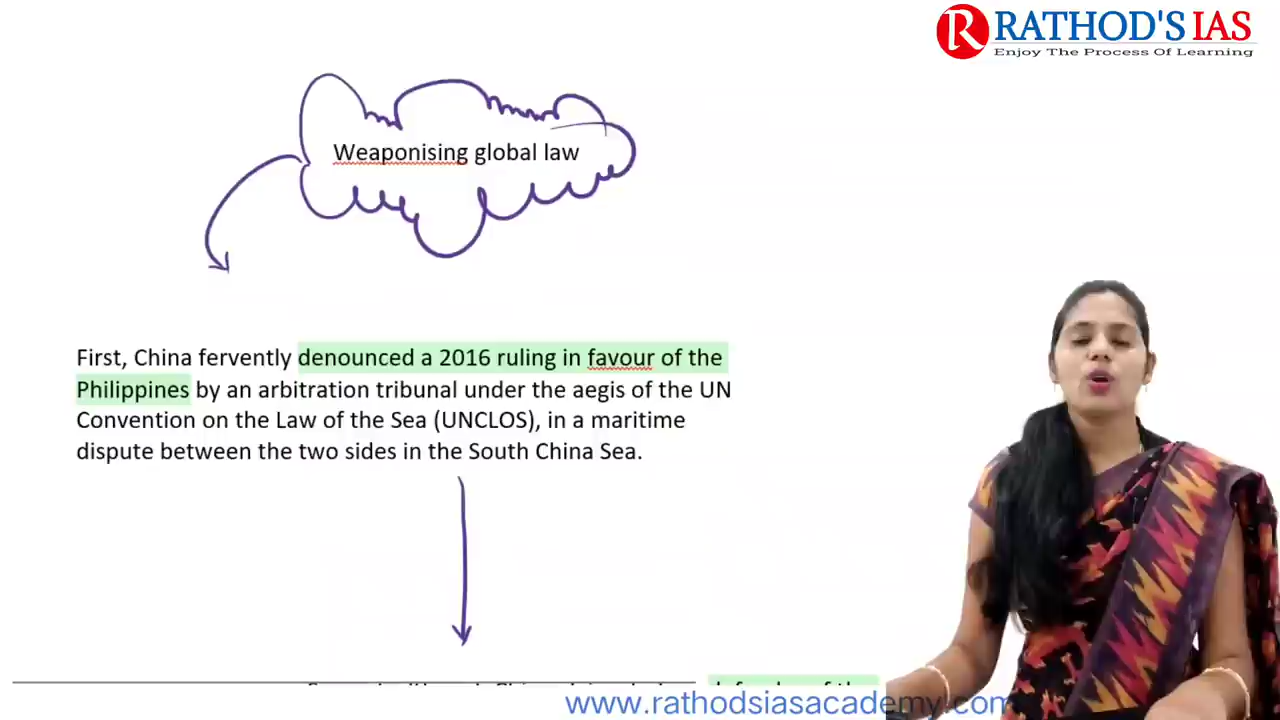 RATHOD'S IAS
Enjoy The Process Of Learning
Weaponising global law
First, China fervently denounced a 2016 ruling in favour of the
Philippines by an arbitration tribunal under the aegis of the UN
Convention on the Law of the Sea (UNCLOS), in a maritime
dispute between the two sides in the South China Sea.
www.rathodsiasacademy.com